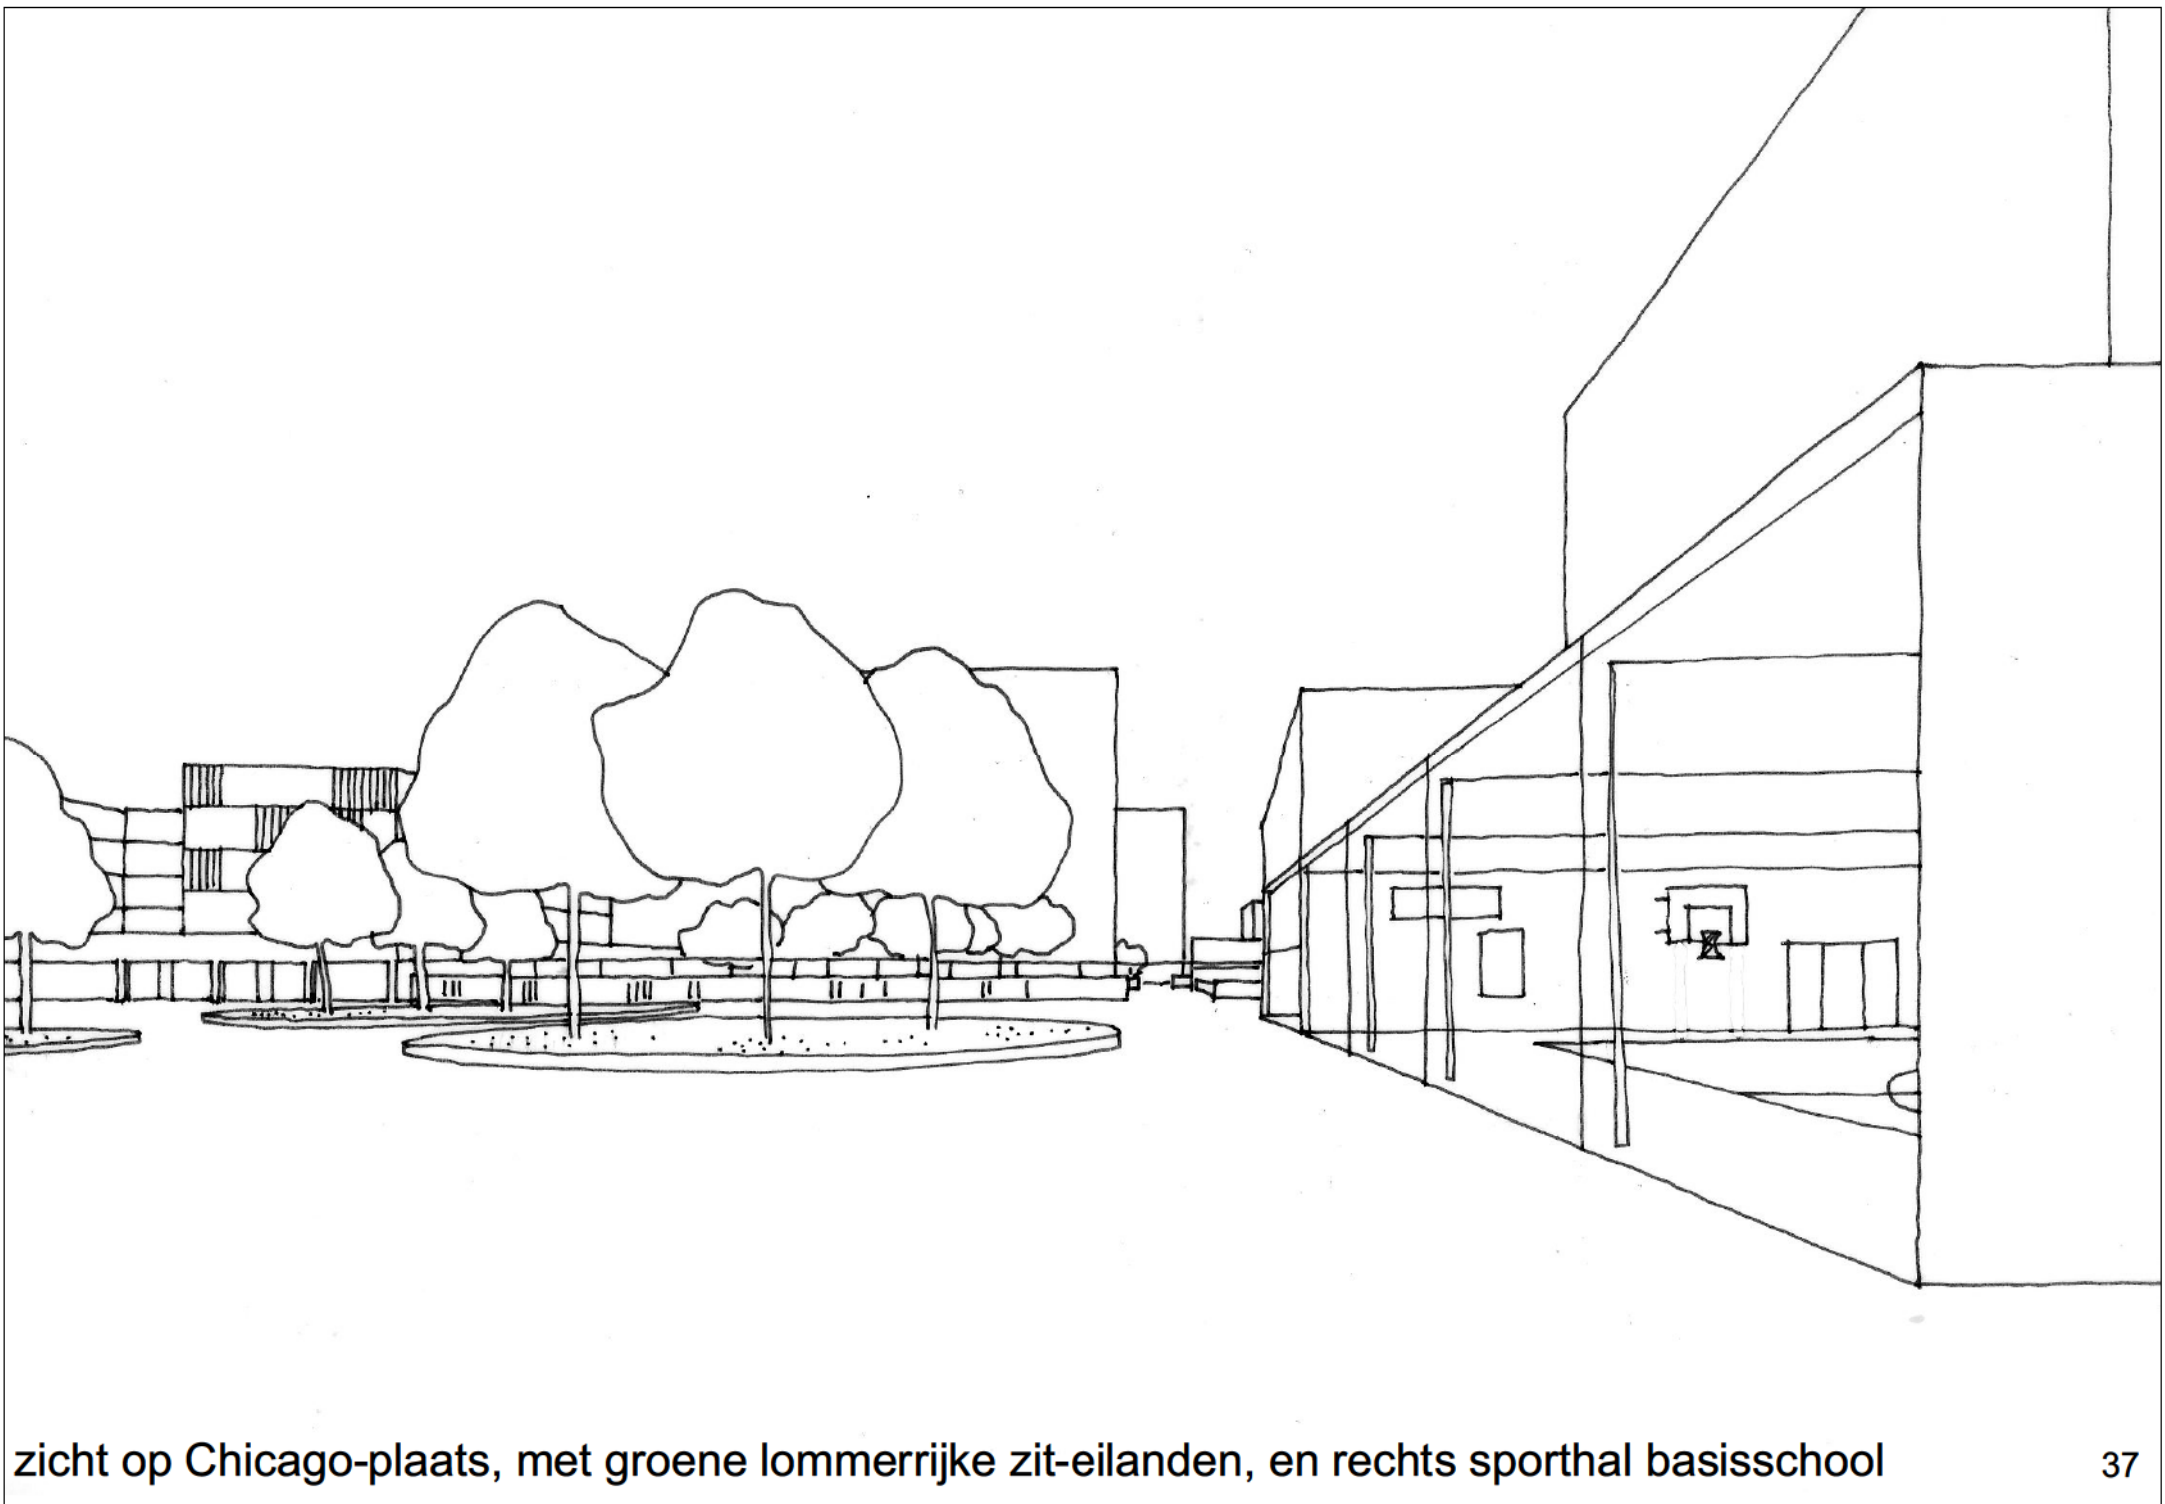 zicht op Chicago-plaats, met groene lommerrijke zit-eilanden, en rechts sporthal basisschool
37